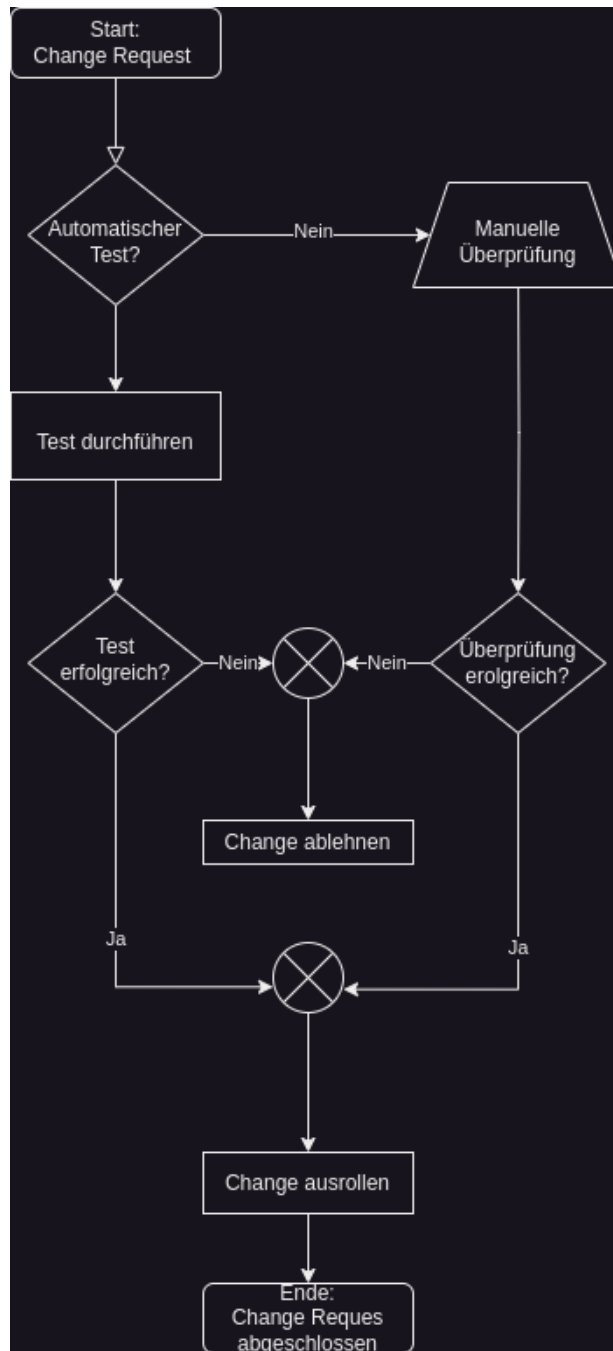 Start:
Change Request
Automatischer
Test?
Nein
Manuelle
Überprüfung
Test durchführen
Test
erfolgreich?
Nein
Nein
Überprüfung
erolgreich?
Change ablehnen
Ja
Ja
Change ausrollen
Ende:
Change Reques
abgeschlossen